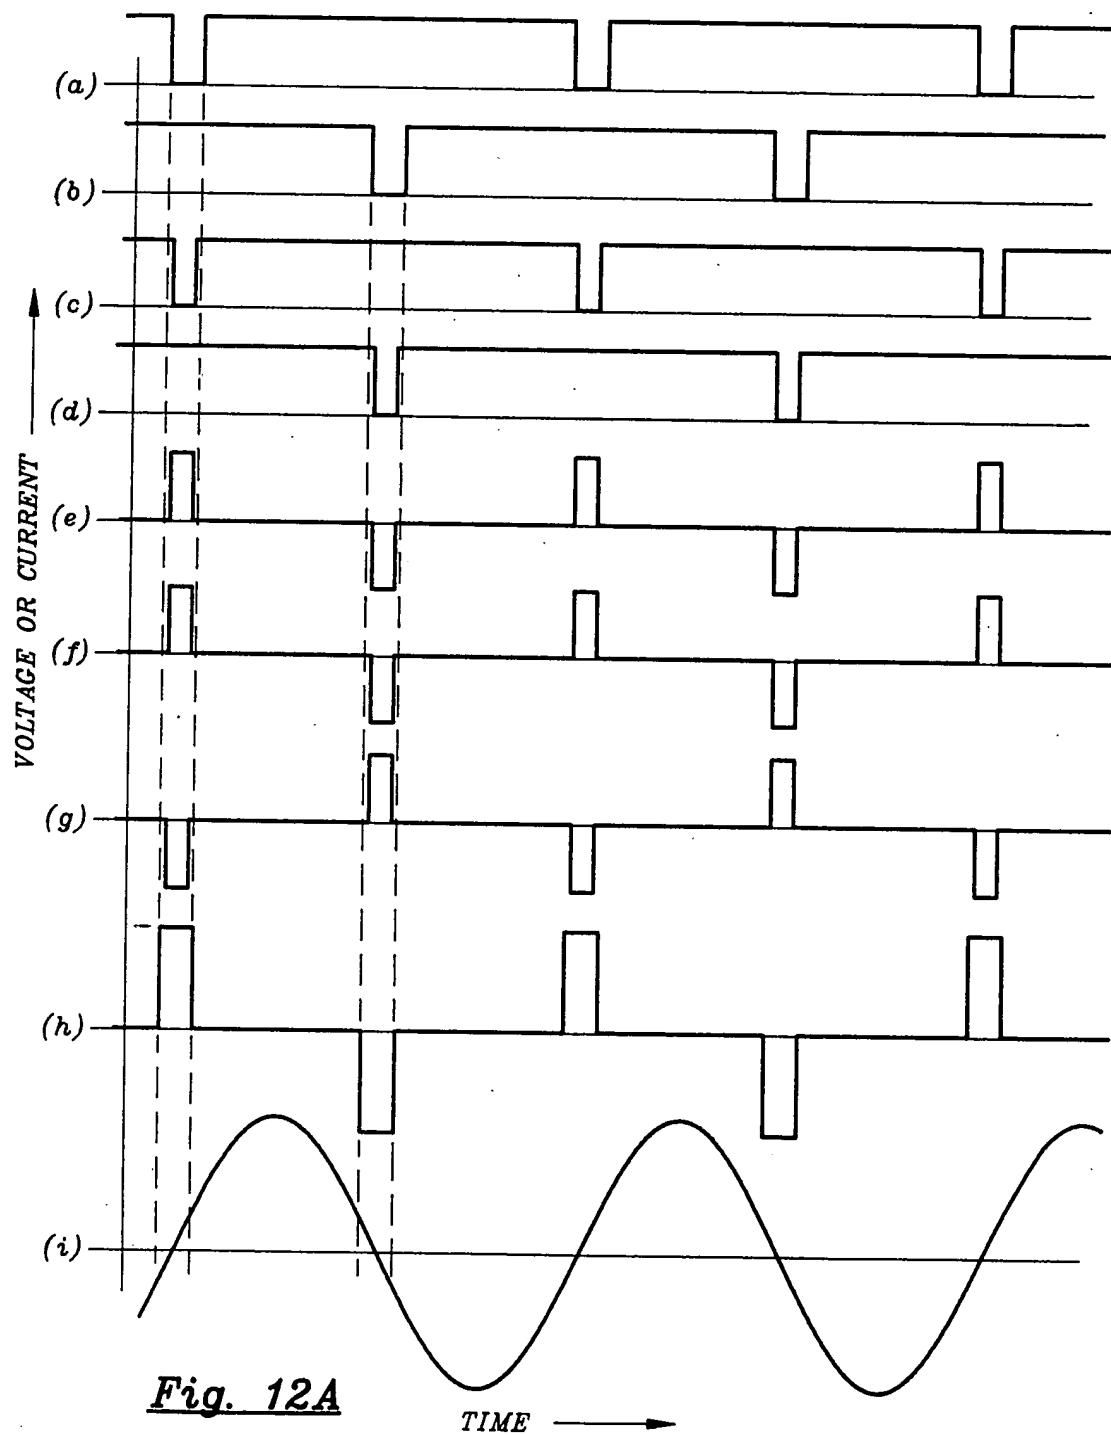 (a)
(b)
(c)
(d)
(e)
(f)
(g)
(h)
(i)
VOLTAGE OR CURRENT
Fig. 12A
TIME